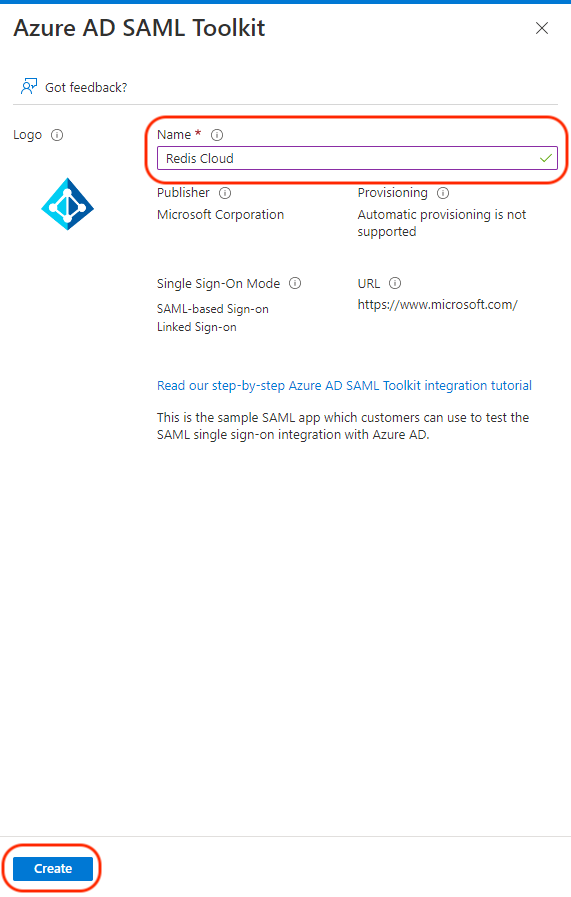 Azure AD SAML Toolkit
Got feedback?
Logo
Name *
Redis Cloud
Publisher
Microsoft Corporation
Provisioning
Automatic provisioning is not
supported
Single Sign-On Mode
SAML-based Sign-on
Linked Sign-on
URL
https://www.microsoft.com/
Read our step-by-step Azure AD SAML Toolkit integration tutorial
This is the sample SAML app which customers can use to test the
SAML single sign-on integration with Azure AD.
Create